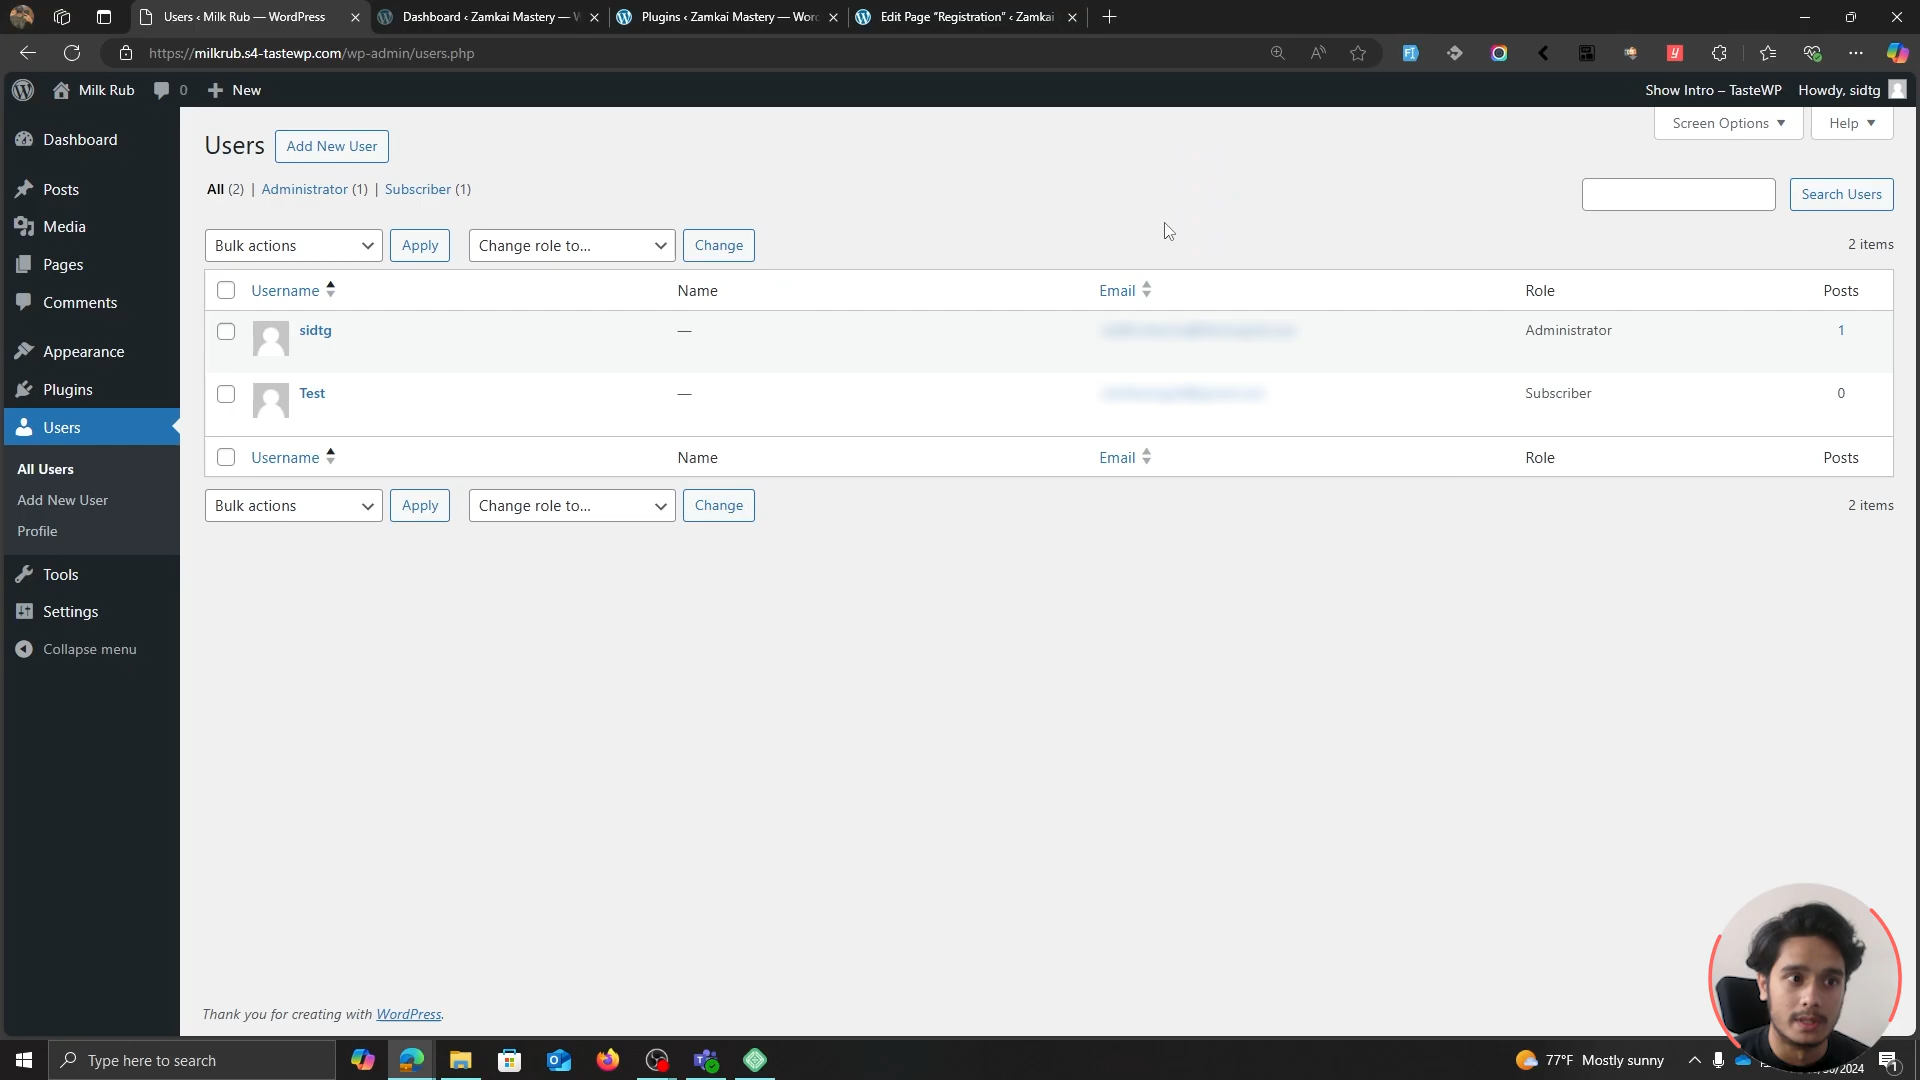 Users ‹ Milk Rub — WordPress
Dashboard ‹ Zamkai Mastery — W
Plugins ‹ Zamkai Mastery — Worc
Edit Page "Registration" ‹ Zamkai
https://milkrub.s4-tastewp.com/wp-admin/users.php
Milk Rub
0
New
Show Intro – TasteWP
Howdy, sidtg
Dashboard
Posts
Media
Pages
Comments
Appearance
Plugins
Users
All Users
Add New User
Profile
Tools
Settings
Collapse menu
Users
Add New User
Screen Options
Help
All (2) | Administrator (1) | Subscriber (1)
Search Users
Bulk actions
Apply
Change role to...
Change
2 items
Username
Name
Email
Role
Posts
sidtg
—
Administrator
1
Test
—
Subscriber
0
Username
Name
Email
Role
Posts
Bulk actions
Apply
Change role to...
Change
2 items
Thank you for creating with WordPress.
Type here to search
77°F Mostly sunny
/2024
1